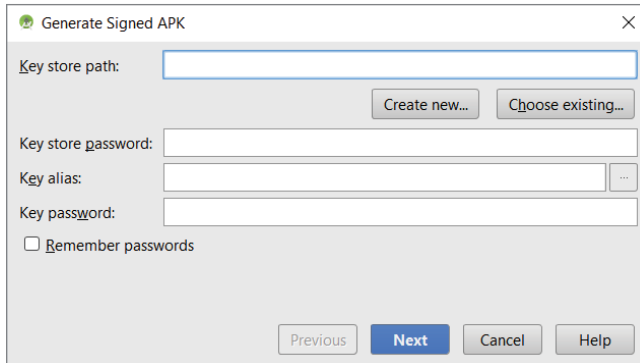 Generate Signed APK
Key store path:
Create new... Choose existing...
Key store password:
Key alias:
...
Key password:
Remember passwords
Previous Next Cancel Help